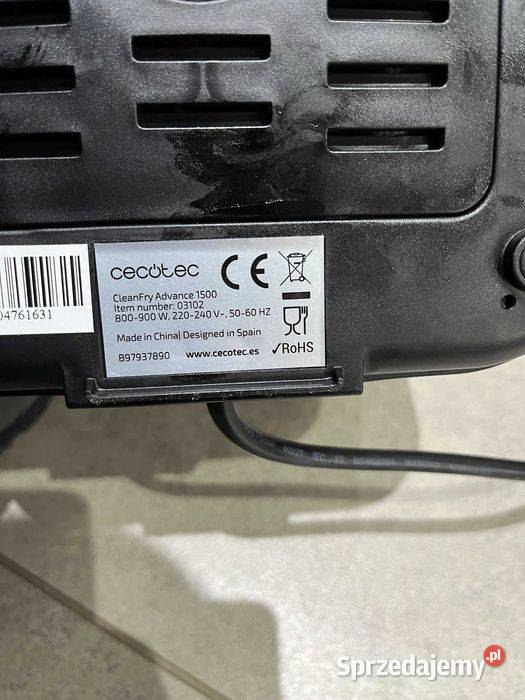 cecotec
CE
CleanFry Advance 1500
Item number: 03102
800-900 W, 220-240 V~, 50-60 HZ
Made in China| Designed in Spain
B97937890 www.cecotec.es
✓RoHS
04761631
Sprzedajemy.pl